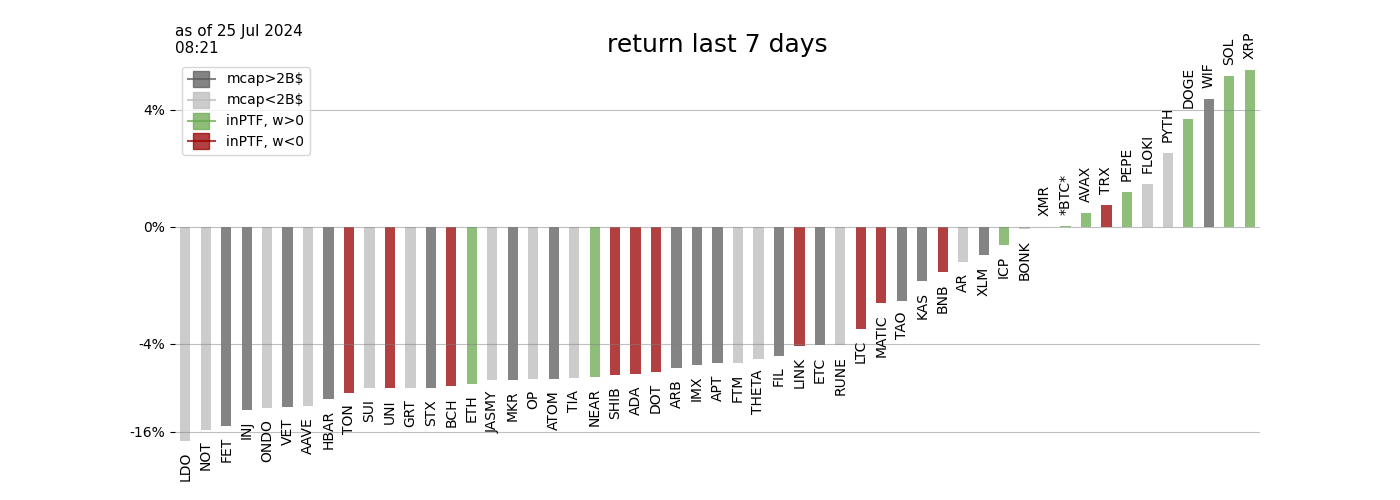 as of 25 Jul 2024
08:21
return last 7 days
mcap>2B$
mcap<2B$
inPTF, w>0
inPTF, w<0
4%
0%
-4%
-16%
LDO
NOT
FET
INJ
ONDO
VET
AAVE
HBAR
TON
SUI
UNI
GRT
STX
BCH
ETH
JASMY
MKR
OP
ATOM
TIA
NEAR
SHIB
ADA
DOT
ARB
IMX
APT
FTM
THETA
FIL
LINK
ETC
RUNE
LTC
MATIC
TAO
KAS
BNB
AR
XLM
ICP
BONK
XMR
*BTC*
AVAX
TRX
PEPE
FLOKI
PYTH
DOGE
WIF
SOL
XRP